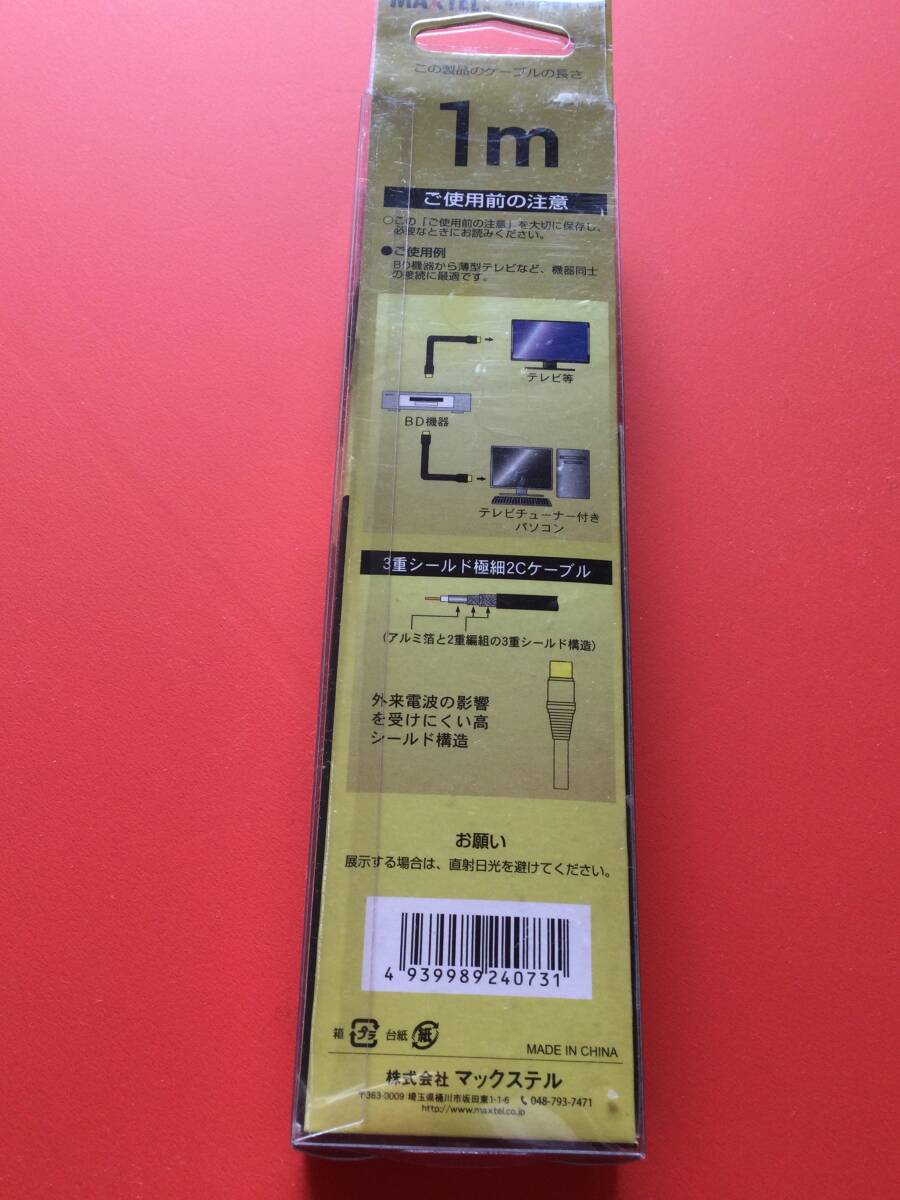 MAXTEL
この製品のケーブルの長さ
1m
ご使用前の注意
○この「ご使用前の注意」を大切に保存し、
必要なときにお読みください。
●ご使用例
BD機器から薄型テレビなど、機器同士
の接続に最適です。
テレビ等
BD機器
テレビチューナー付き
パソコン
3重シールド極細2Cケーブル
(アルミ箔と2重編組の3重シールド構造)
外来電波の影響
を受けにくい高
シールド構造
お願い
展示する場合は、直射日光を避けてください。
4 939989 240731
箱 プラ 台紙 紙
MADE IN CHINA
株式会社 マックステル
〒363-0009 埼玉県桶川市坂田東1-1-6 048-793-7471
http://www.maxtel.co.jp